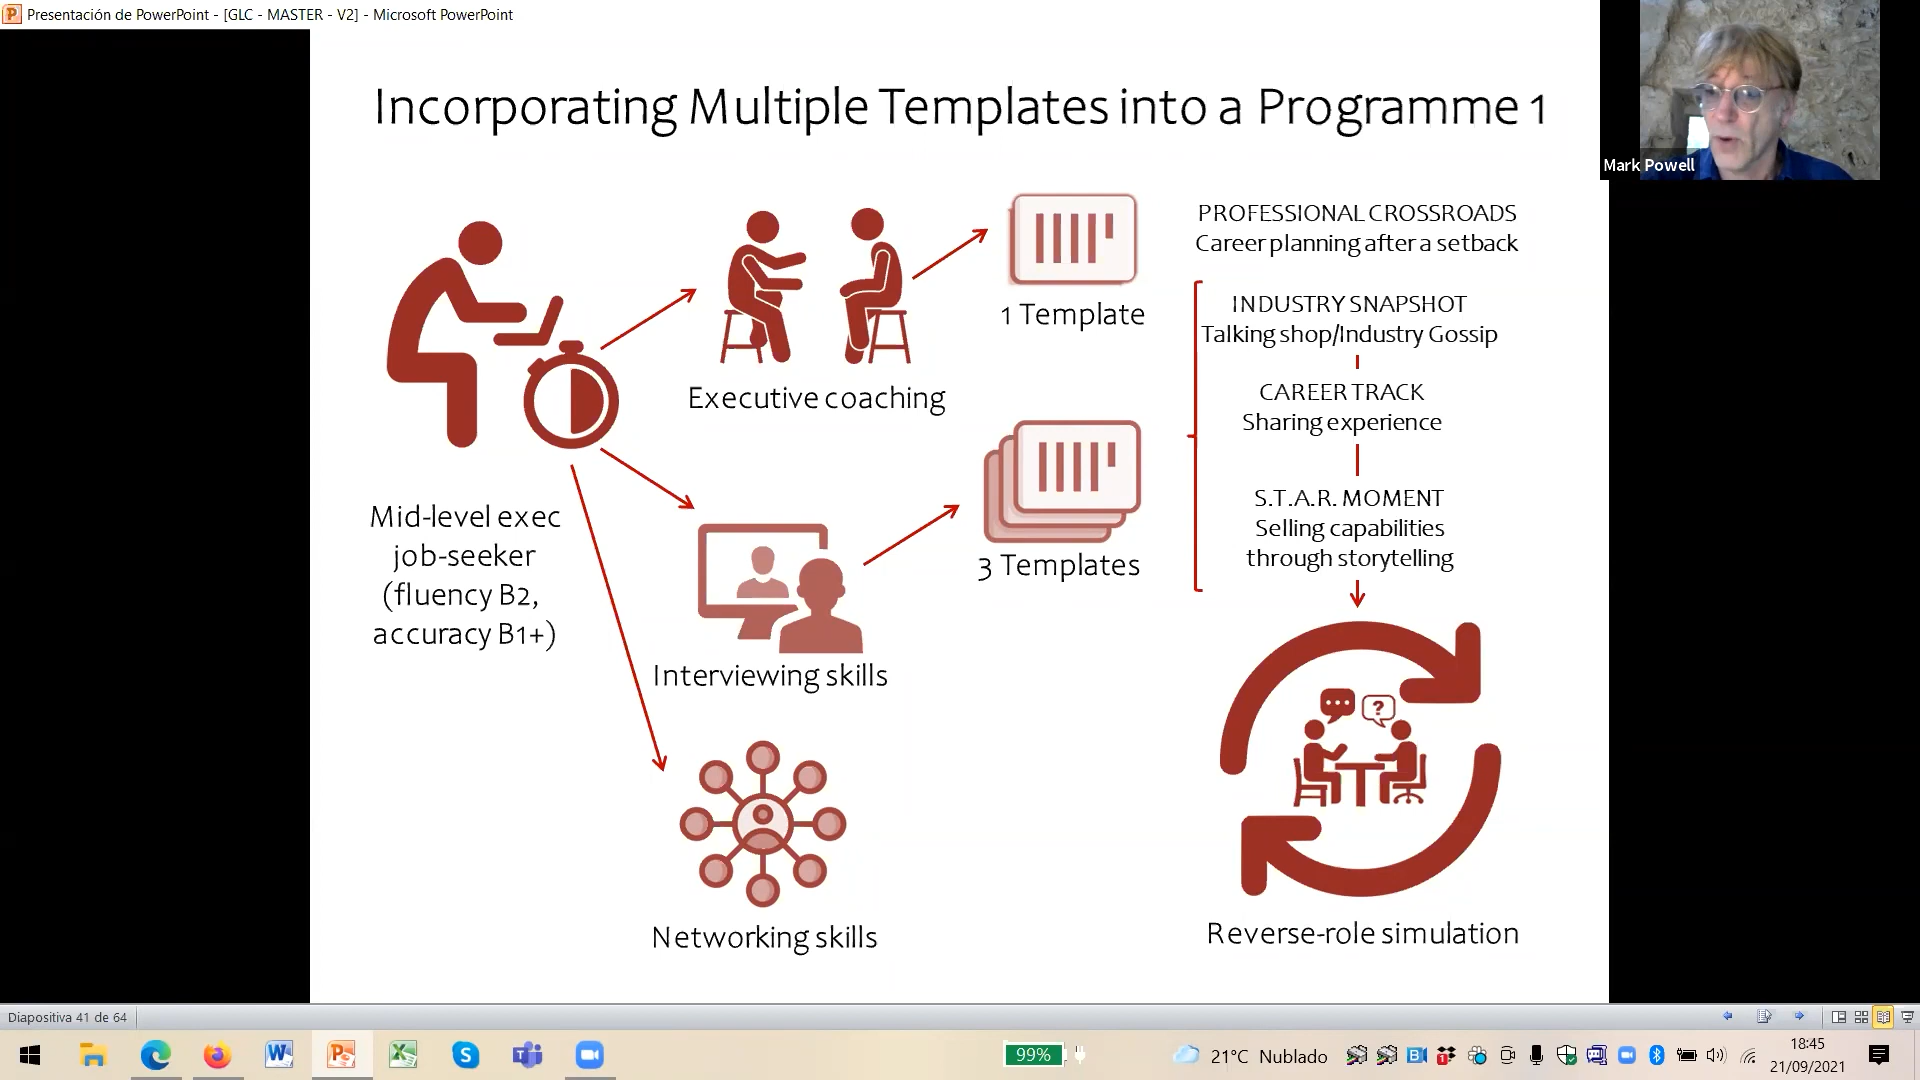 Presentación de PowerPoint - [GLC - MASTER - V2] - Microsoft PowerPoint
Mark Powell
Incorporating Multiple Templates into a Programme 1
Mid-level exec
job-seeker
(fluency B2,
accuracy B1+)
Executive coaching
1 Template
PROFESSIONAL CROSSROADS
Career planning after a setback
Interviewing skills
3 Templates
INDUSTRY SNAPSHOT
Talking shop/Industry Gossip
CAREER TRACK
Sharing experience
S.T.A.R. MOMENT
Selling capabilities
through storytelling
?
Reverse-role simulation
Networking skills
Diapositiva 41 de 64
99%
21°C Nublado
18:45
21/09/2021